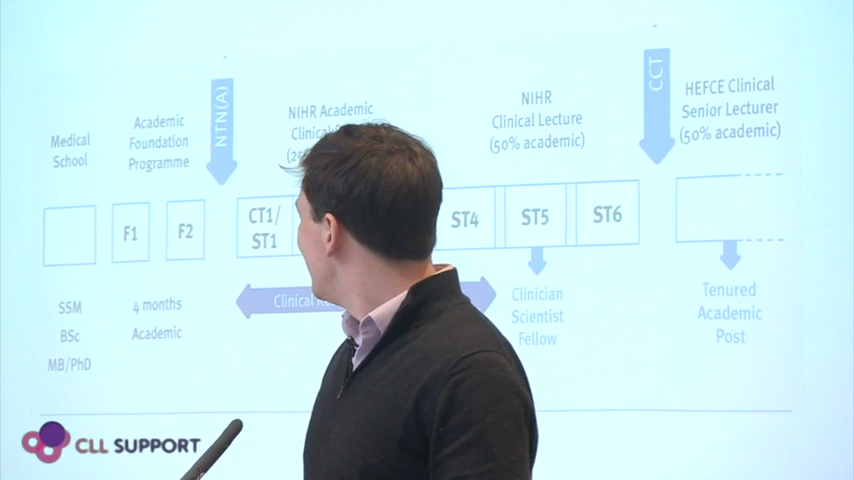 NTN(A)
CCT
Medical
School
Academic
Foundation
Programme
NIHR Academic
Clinical
NIHR
Clinical Lecture
(50% academic)
HEFCE Clinical
Senior Lecturer
(50% academic)
F1
F2
CT1/
ST1
ST4
ST5
ST6
SSM
BSc
MB/PhD
4 months
Academic
Clinical
Clinician
Scientist
Fellow
Tenured
Academic
Post
CLL SUPPORT